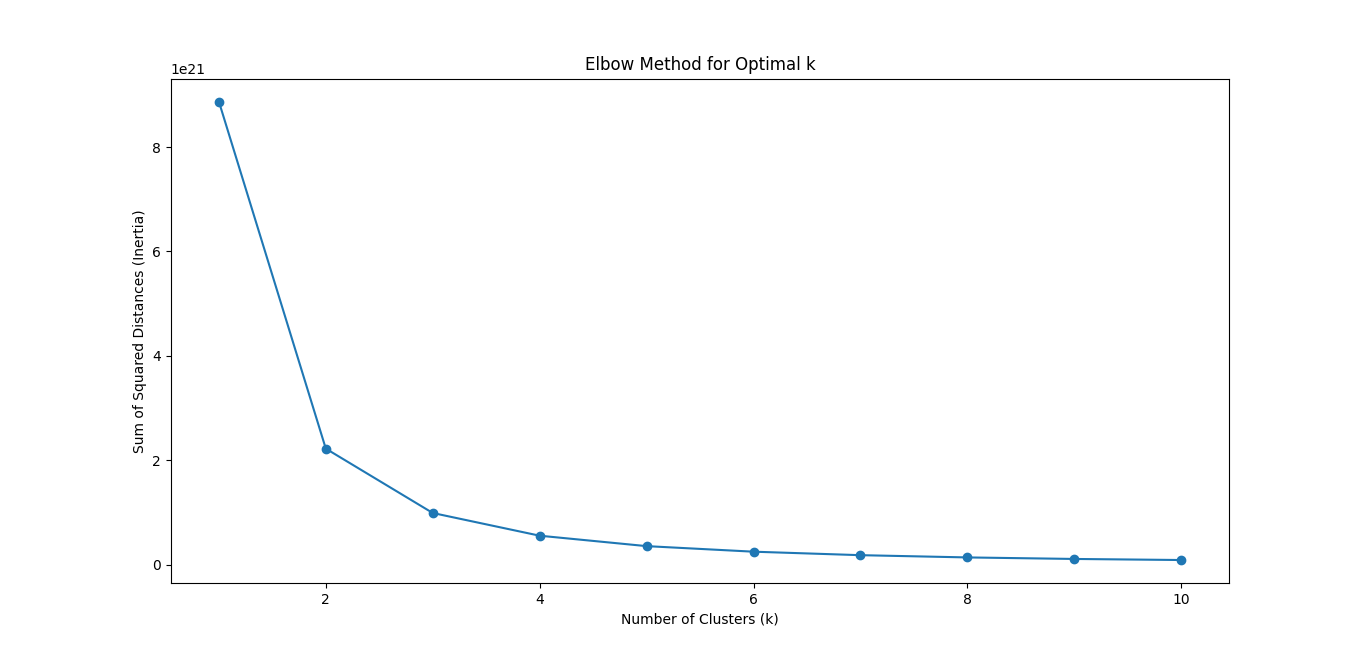 Elbow Method for Optimal k
1e21
8
6
4
2
0
Sum of Squared Distances (Inertia)
2 4 6 8 10
Number of Clusters (k)